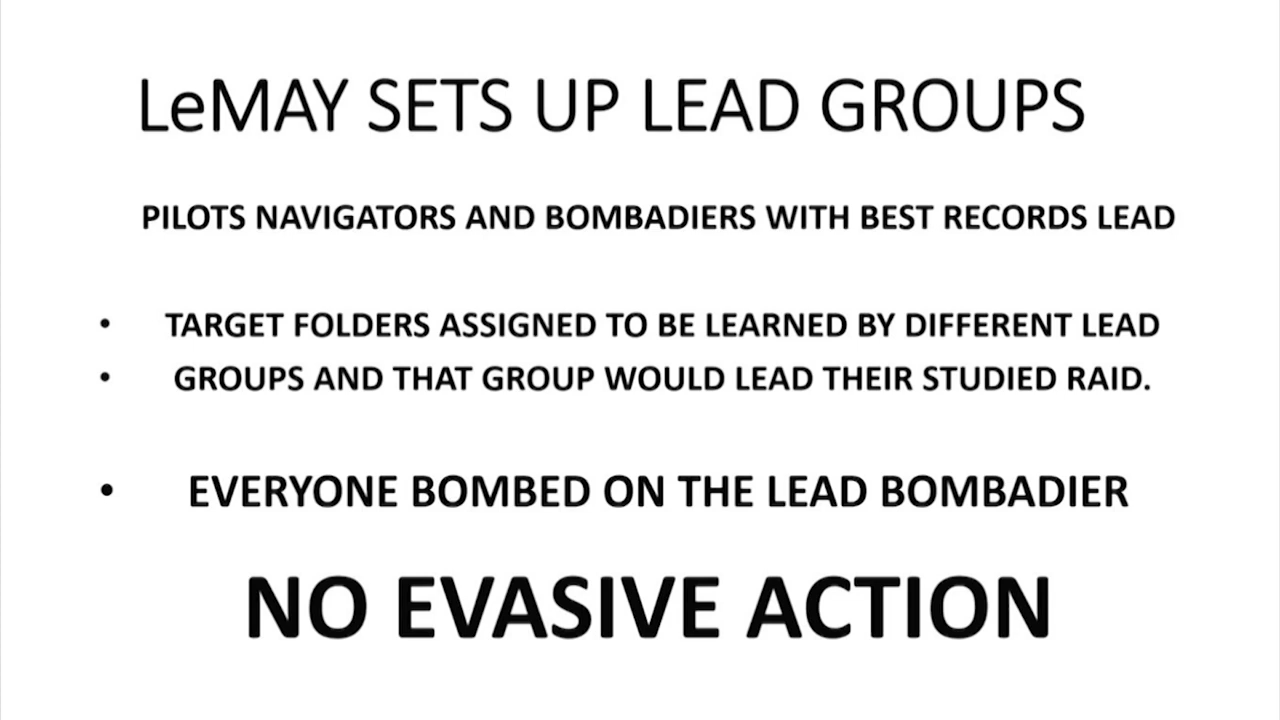 LeMAY SETS UP LEAD GROUPS
PILOTS NAVIGATORS AND BOMBADIERS WITH BEST RECORDS LEAD
• TARGET FOLDERS ASSIGNED TO BE LEARNED BY DIFFERENT LEAD
• GROUPS AND THAT GROUP WOULD LEAD THEIR STUDIED RAID.
• EVERYONE BOMBED ON THE LEAD BOMBADIER
NO EVASIVE ACTION